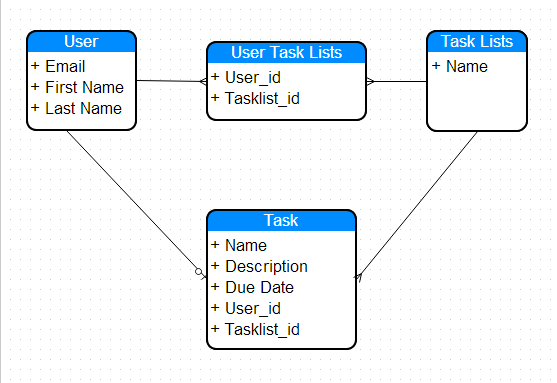 User
+ Email
+ First Name
+ Last Name
User Task Lists
+ User_id
+ Tasklist_id
Task Lists
+ Name
Task
+ Name
+ Description
+ Due Date
+ User_id
+ Tasklist_id